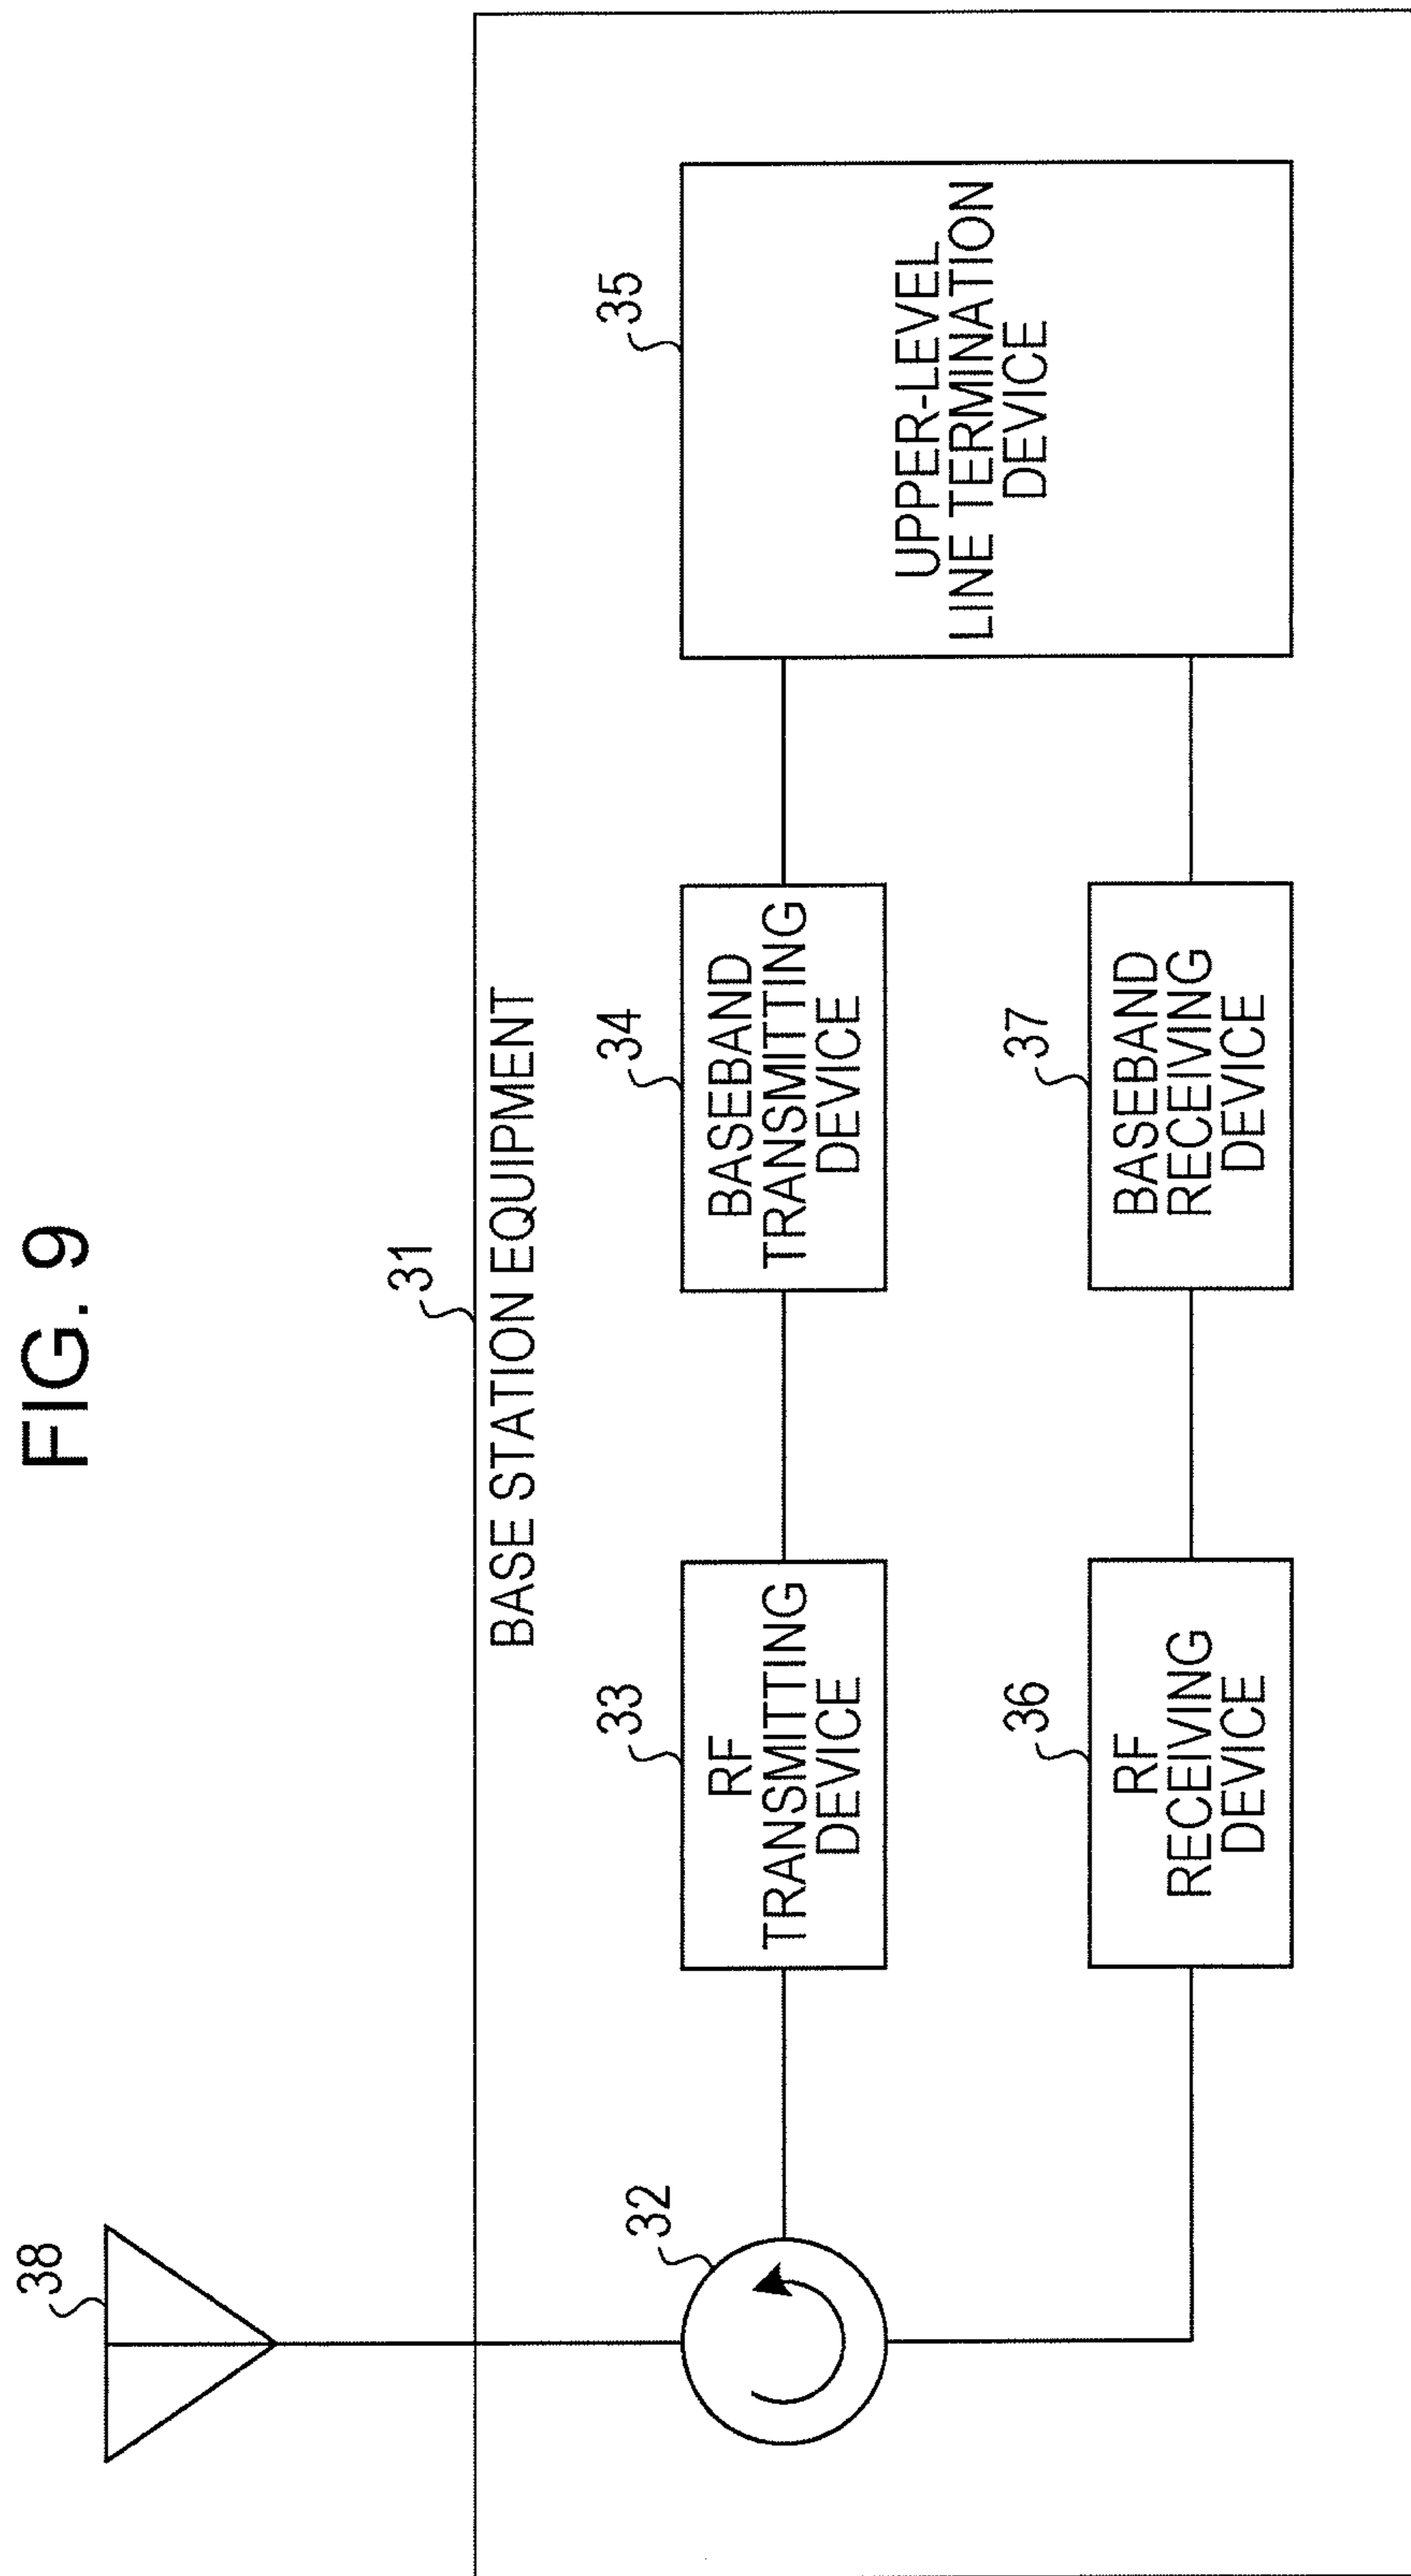 FIG. 9
38
31
BASE STATION EQUIPMENT
32
33
RF
TRANSMITTING
DEVICE
34
BASEBAND
TRANSMITTING
DEVICE
35
UPPER-LEVEL
LINE TERMINATION
DEVICE
36
RF
RECEIVING
DEVICE
37
BASEBAND
RECEIVING
DEVICE